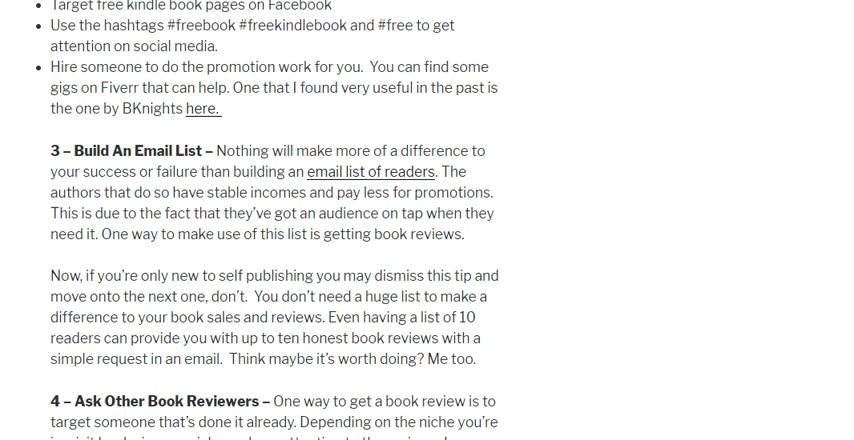 Target free kindle book pages on Facebook
Use the hashtags #freebook #freekindlebook and #free to get
attention on social media.
Hire someone to do the promotion work for you.  You can find some
gigs on Fiverr that can help. One that I found very useful in the past is
the one by BKnights here.
3 – Build An Email List – Nothing will make more of a difference to
your success or failure than building an email list of readers. The
authors that do so have stable incomes and pay less for promotions.
This is due to the fact that they've got an audience on tap when they
need it. One way to make use of this list is getting book reviews.
Now, if you're only new to self publishing you may dismiss this tip and
move onto the next one, don't.  You don't need a huge list to make a
difference to your book sales and reviews. Even having a list of 10
readers can provide you with up to ten honest book reviews with a
simple request in an email.  Think maybe it's worth doing? Me too.
4 – Ask Other Book Reviewers – One way to get a book review is to
target someone that's done it already. Depending on the niche you're